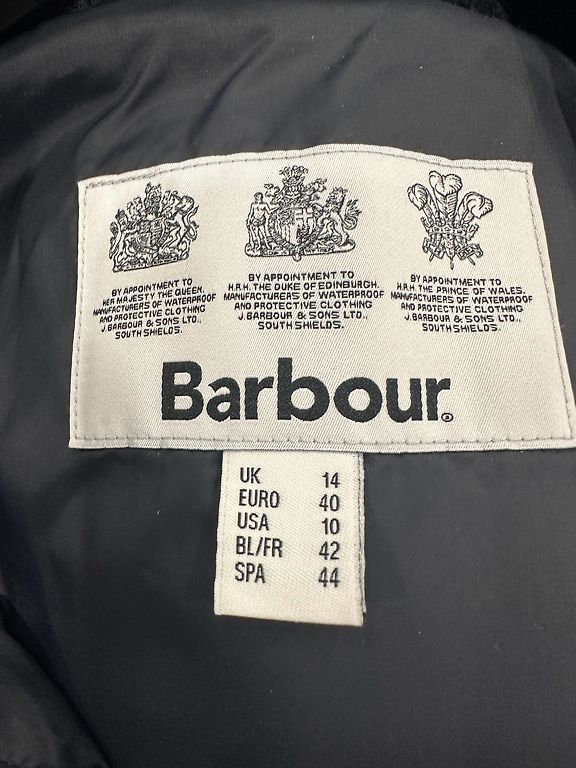 BY APPOINTMENT TO
HER MAJESTY THE QUEEN.
MANUFACTURERS OF WATERPROOF
AND PROTECTIVE CLOTHING
J. BARBOUR & SONS LTD.,
SOUTH SHIELDS.
BY APPOINTMENT TO
H.R.H. THE DUKE OF EDINBURGH.
MANUFACTURERS OF WATERPROOF
AND PROTECTIVE CLOTHING
J. BARBOUR & SONS LTD.,
SOUTH SHIELDS.
BY APPOINTMENT TO
H.R.H. THE PRINCE OF WALES.
MANUFACTURERS OF WATERPROOF
AND PROTECTIVE CLOTHING
J. BARBOUR & SONS LTD.,
SOUTH SHIELDS.
Barbour®
UK 14
EURO 40
USA 10
BL/FR 42
SPA 44